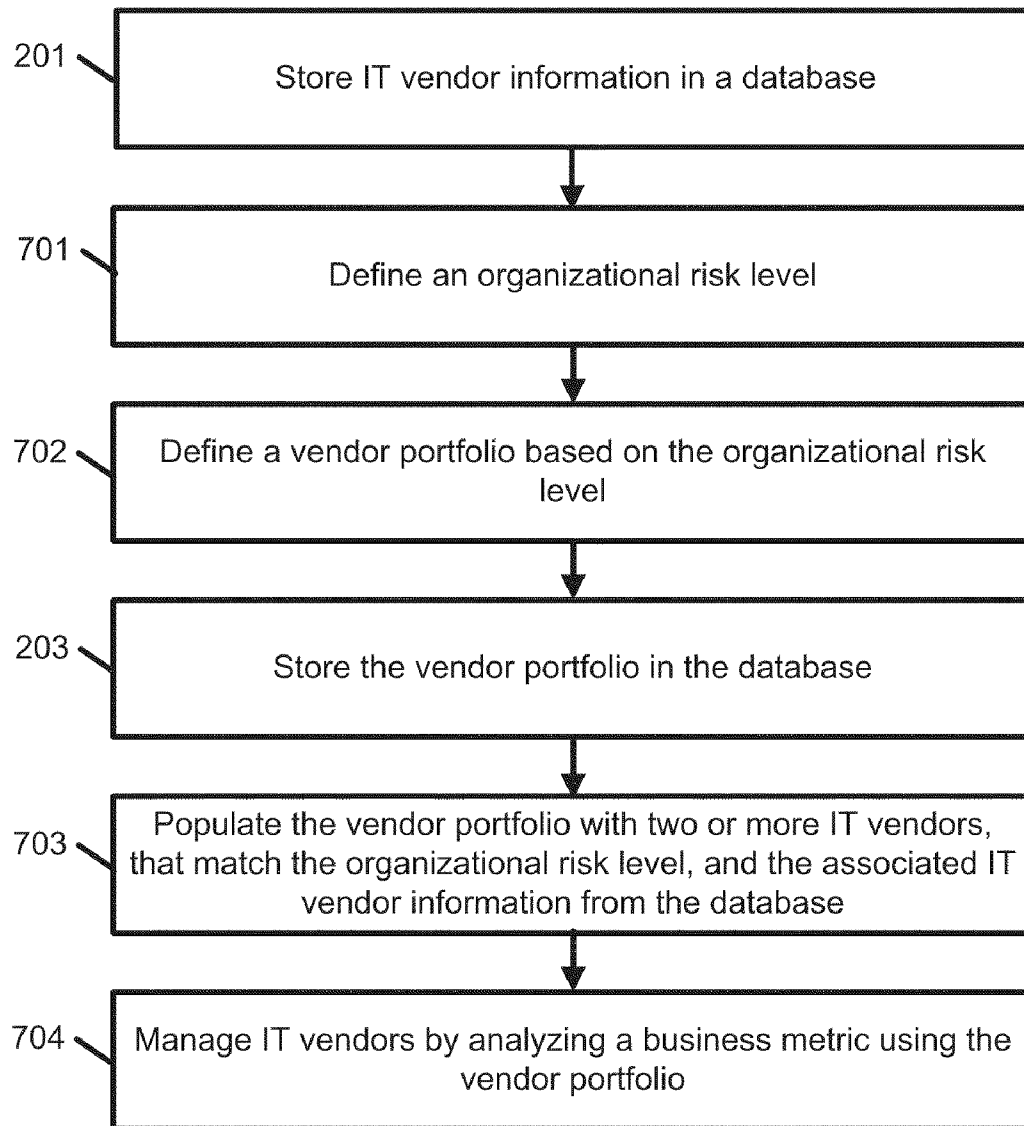 201
Store IT vendor information in a database
701
Define an organizational risk level
702
Define a vendor portfolio based on the organizational risk
level
203
Store the vendor portfolio in the database
703
Populate the vendor portfolio with two or more IT vendors,
that match the organizational risk level, and the associated IT
vendor information from the database
704
Manage IT vendors by analyzing a business metric using the
vendor portfolio